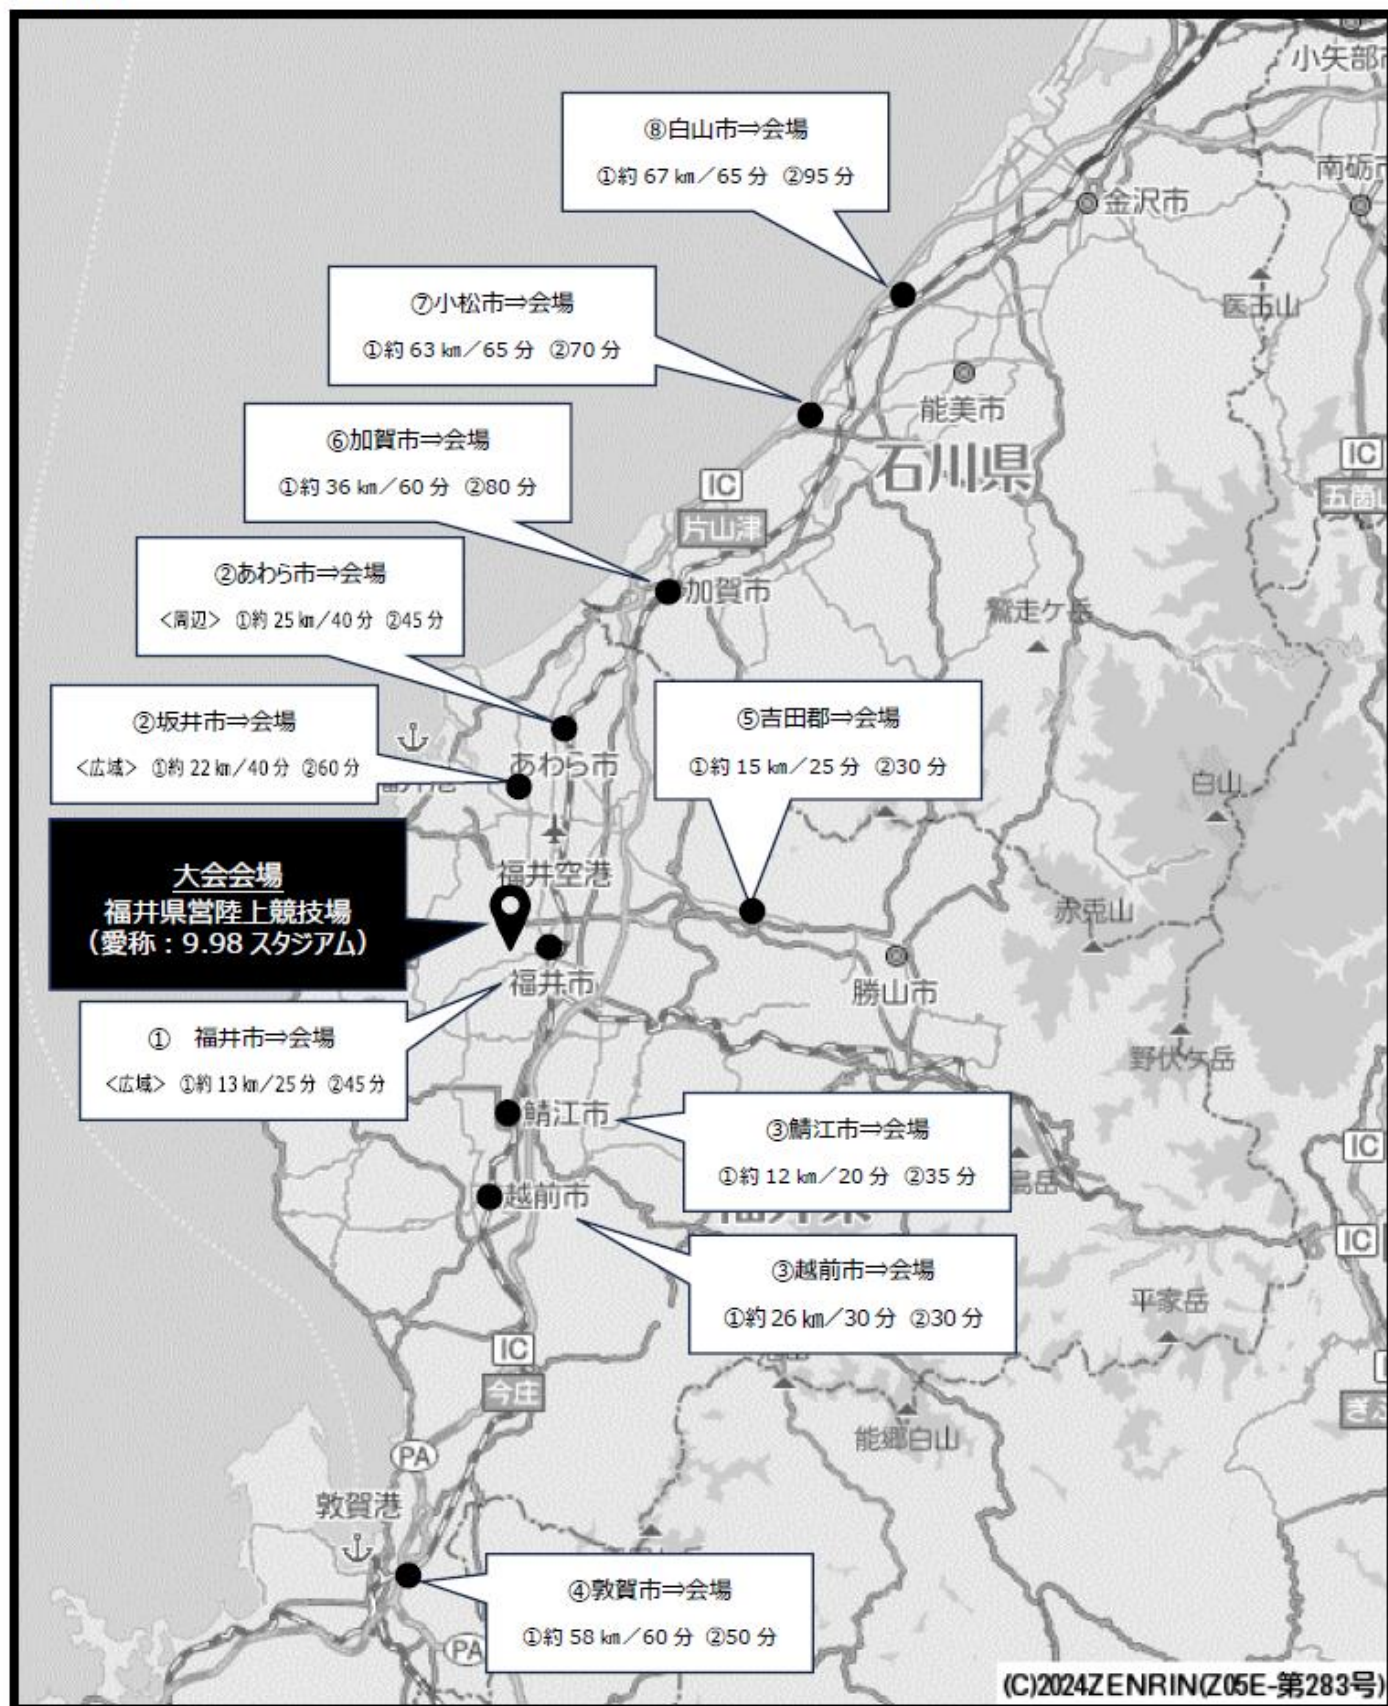 小矢部市
⑧白山市⇒会場
①約 67 ㎞／65 分 ②95 分
南砺市
金沢市
⑦小松市⇒会場
①約 63 ㎞／65 分 ②70 分
医王山
能美市
⑥加賀市⇒会場
①約 36 ㎞／60 分 ②80 分
石川県
IC
IC
片山津
五箇山
②あわら市⇒会場
＜周辺＞ ①約 25 ㎞／40 分 ②45 分
加賀市
鷲走ケ岳
②坂井市⇒会場
＜広域＞ ①約 22 ㎞／40 分 ②60 分
⑤吉田郡⇒会場
①約 15 ㎞／25 分 ②30 分
あわら市
白山
大会会場
福井県営陸上競技場
（愛称：9.98 スタジアム）
福井空港
赤兎山
福井市
勝山市
① 福井市⇒会場
＜広域＞ ①約 13 ㎞／25 分 ②45 分
野伏ケ岳
鯖江市
③鯖江市⇒会場
①約 12 ㎞／20 分 ②35 分
IC
越前市
IC
③越前市⇒会場
①約 26 ㎞／30 分 ②30 分
平家岳
IC
今庄
能郷白山
PA
敦賀港
④敦賀市⇒会場
①約 58 ㎞／60 分 ②50 分
PA
(C)2024ZENRIN(Z05E-第283号)